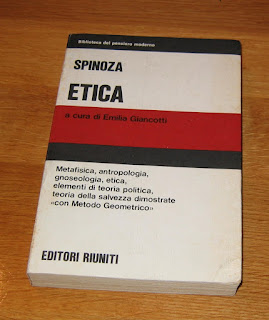 Biblioteca del pensiero moderno
SPINOZA
ETICA
a cura di Emilia Giancotti
Metafisica, antropologia,
gnoseologia, etica,
elementi di teoria politica,
teoria della salvezza dimostrate
«con Metodo Geometrico»
EDITORI RIUNITI